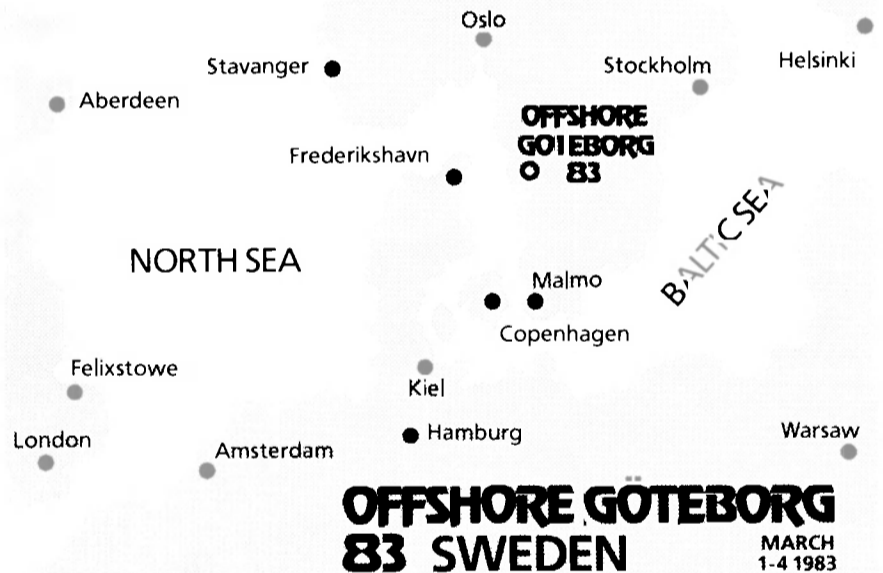 Oslo
Helsinki
Stavanger
Stockholm
Aberdeen
OFFSHORE
GOTEBORG
83
Frederikshavn
BALTIC SEA
NORTH SEA
Malmo
Copenhagen
Felixstowe
Kiel
London
Hamburg
Amsterdam
Warsaw
OFFSHORE GÖTEBORG
83 SWEDEN
MARCH
1-4 1983